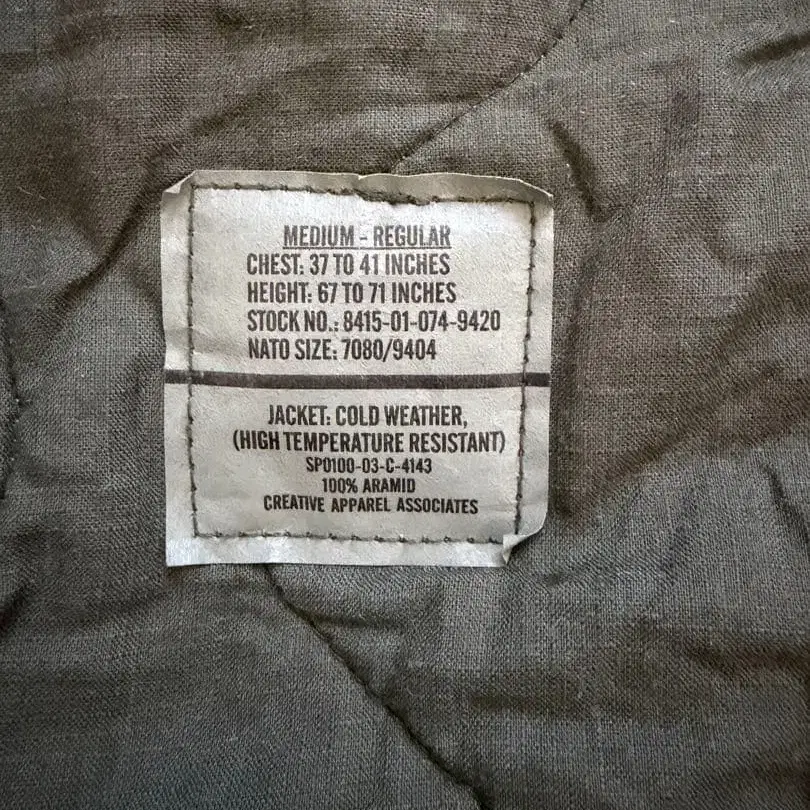 MEDIUM - REGULAR
CHEST: 37 TO 41 INCHES
HEIGHT: 67 TO 71 INCHES
STOCK NO.: 8415-01-074-9420
NATO SIZE: 7080/9404
JACKET: COLD WEATHER,
(HIGH TEMPERATURE RESISTANT)
SP0100-03-C-4143
100% ARAMID
CREATIVE APPAREL ASSOCIATES